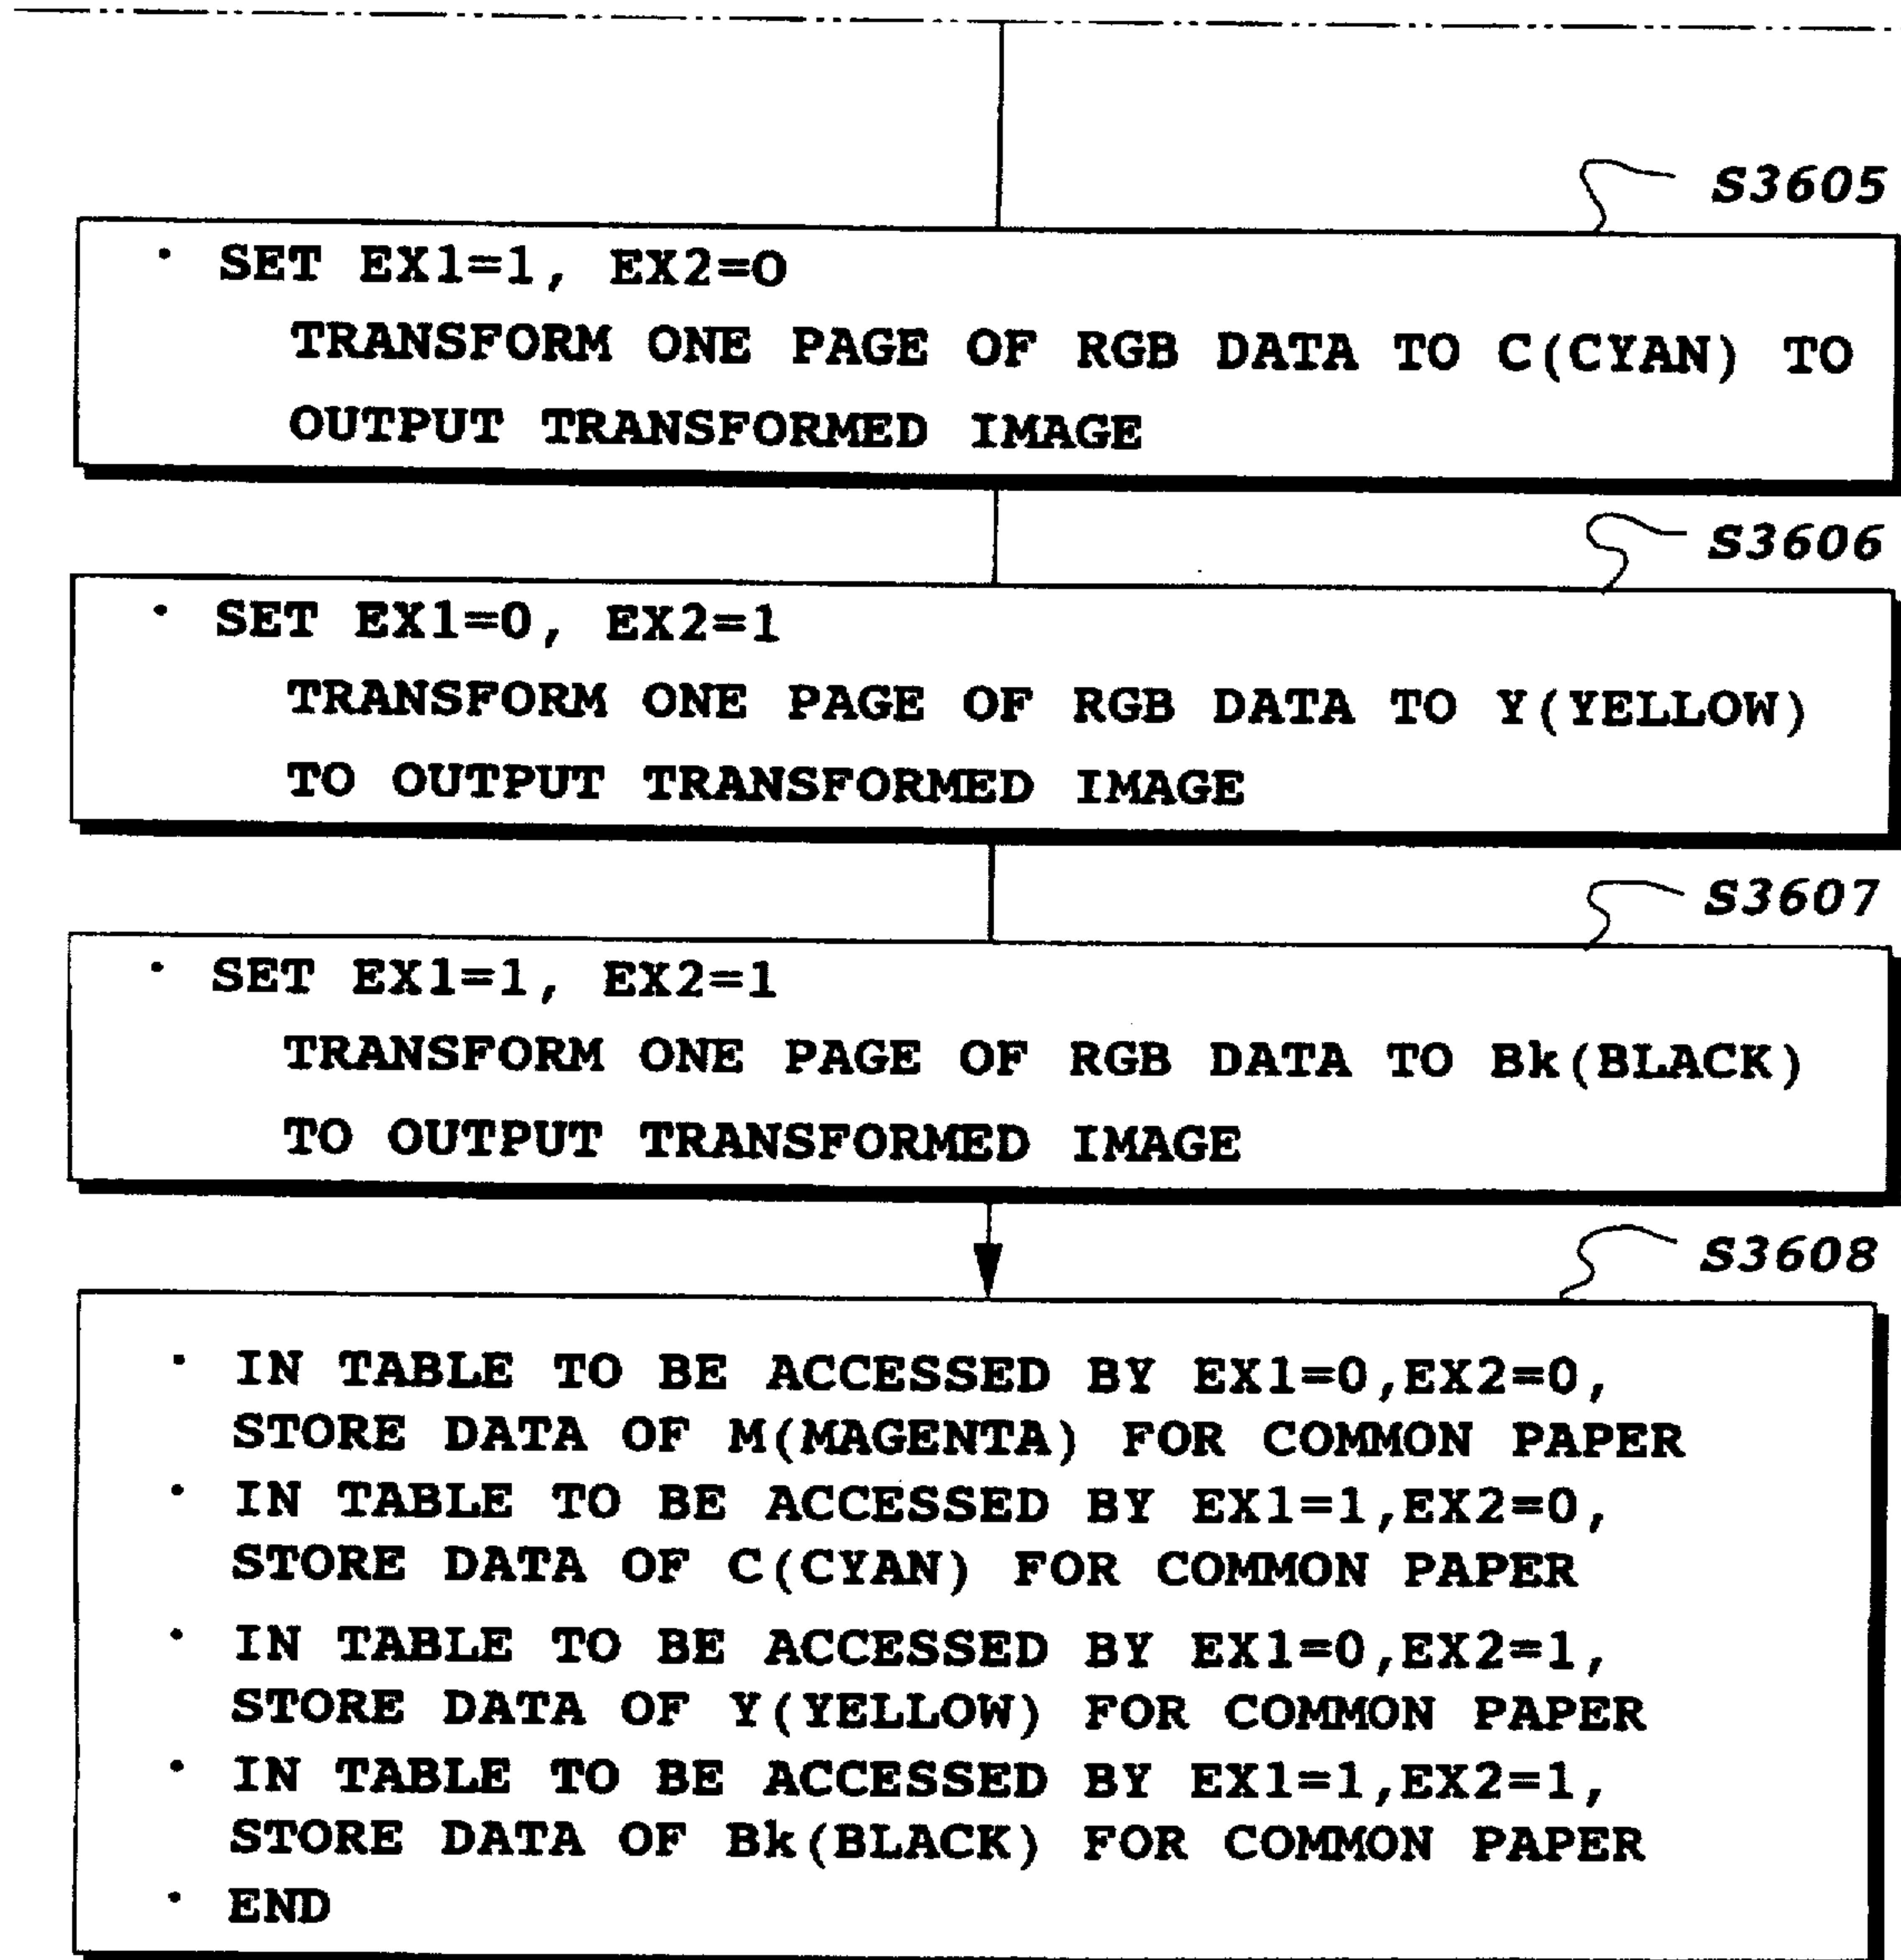 S3605
· SET EX1=1, EX2=0
TRANSFORM ONE PAGE OF RGB DATA TO C(CYAN) TO
OUTPUT TRANSFORMED IMAGE
S3606
· SET EX1=0, EX2=1
TRANSFORM ONE PAGE OF RGB DATA TO Y(YELLOW)
TO OUTPUT TRANSFORMED IMAGE
S3607
· SET EX1=1, EX2=1
TRANSFORM ONE PAGE OF RGB DATA TO Bk(BLACK)
TO OUTPUT TRANSFORMED IMAGE
S3608
· IN TABLE TO BE ACCESSED BY EX1=0,EX2=0,
STORE DATA OF M(MAGENTA) FOR COMMON PAPER
· IN TABLE TO BE ACCESSED BY EX1=1,EX2=0,
STORE DATA OF C(CYAN) FOR COMMON PAPER
· IN TABLE TO BE ACCESSED BY EX1=0,EX2=1,
STORE DATA OF Y(YELLOW) FOR COMMON PAPER
· IN TABLE TO BE ACCESSED BY EX1=1,EX2=1,
STORE DATA OF Bk(BLACK) FOR COMMON PAPER
· END